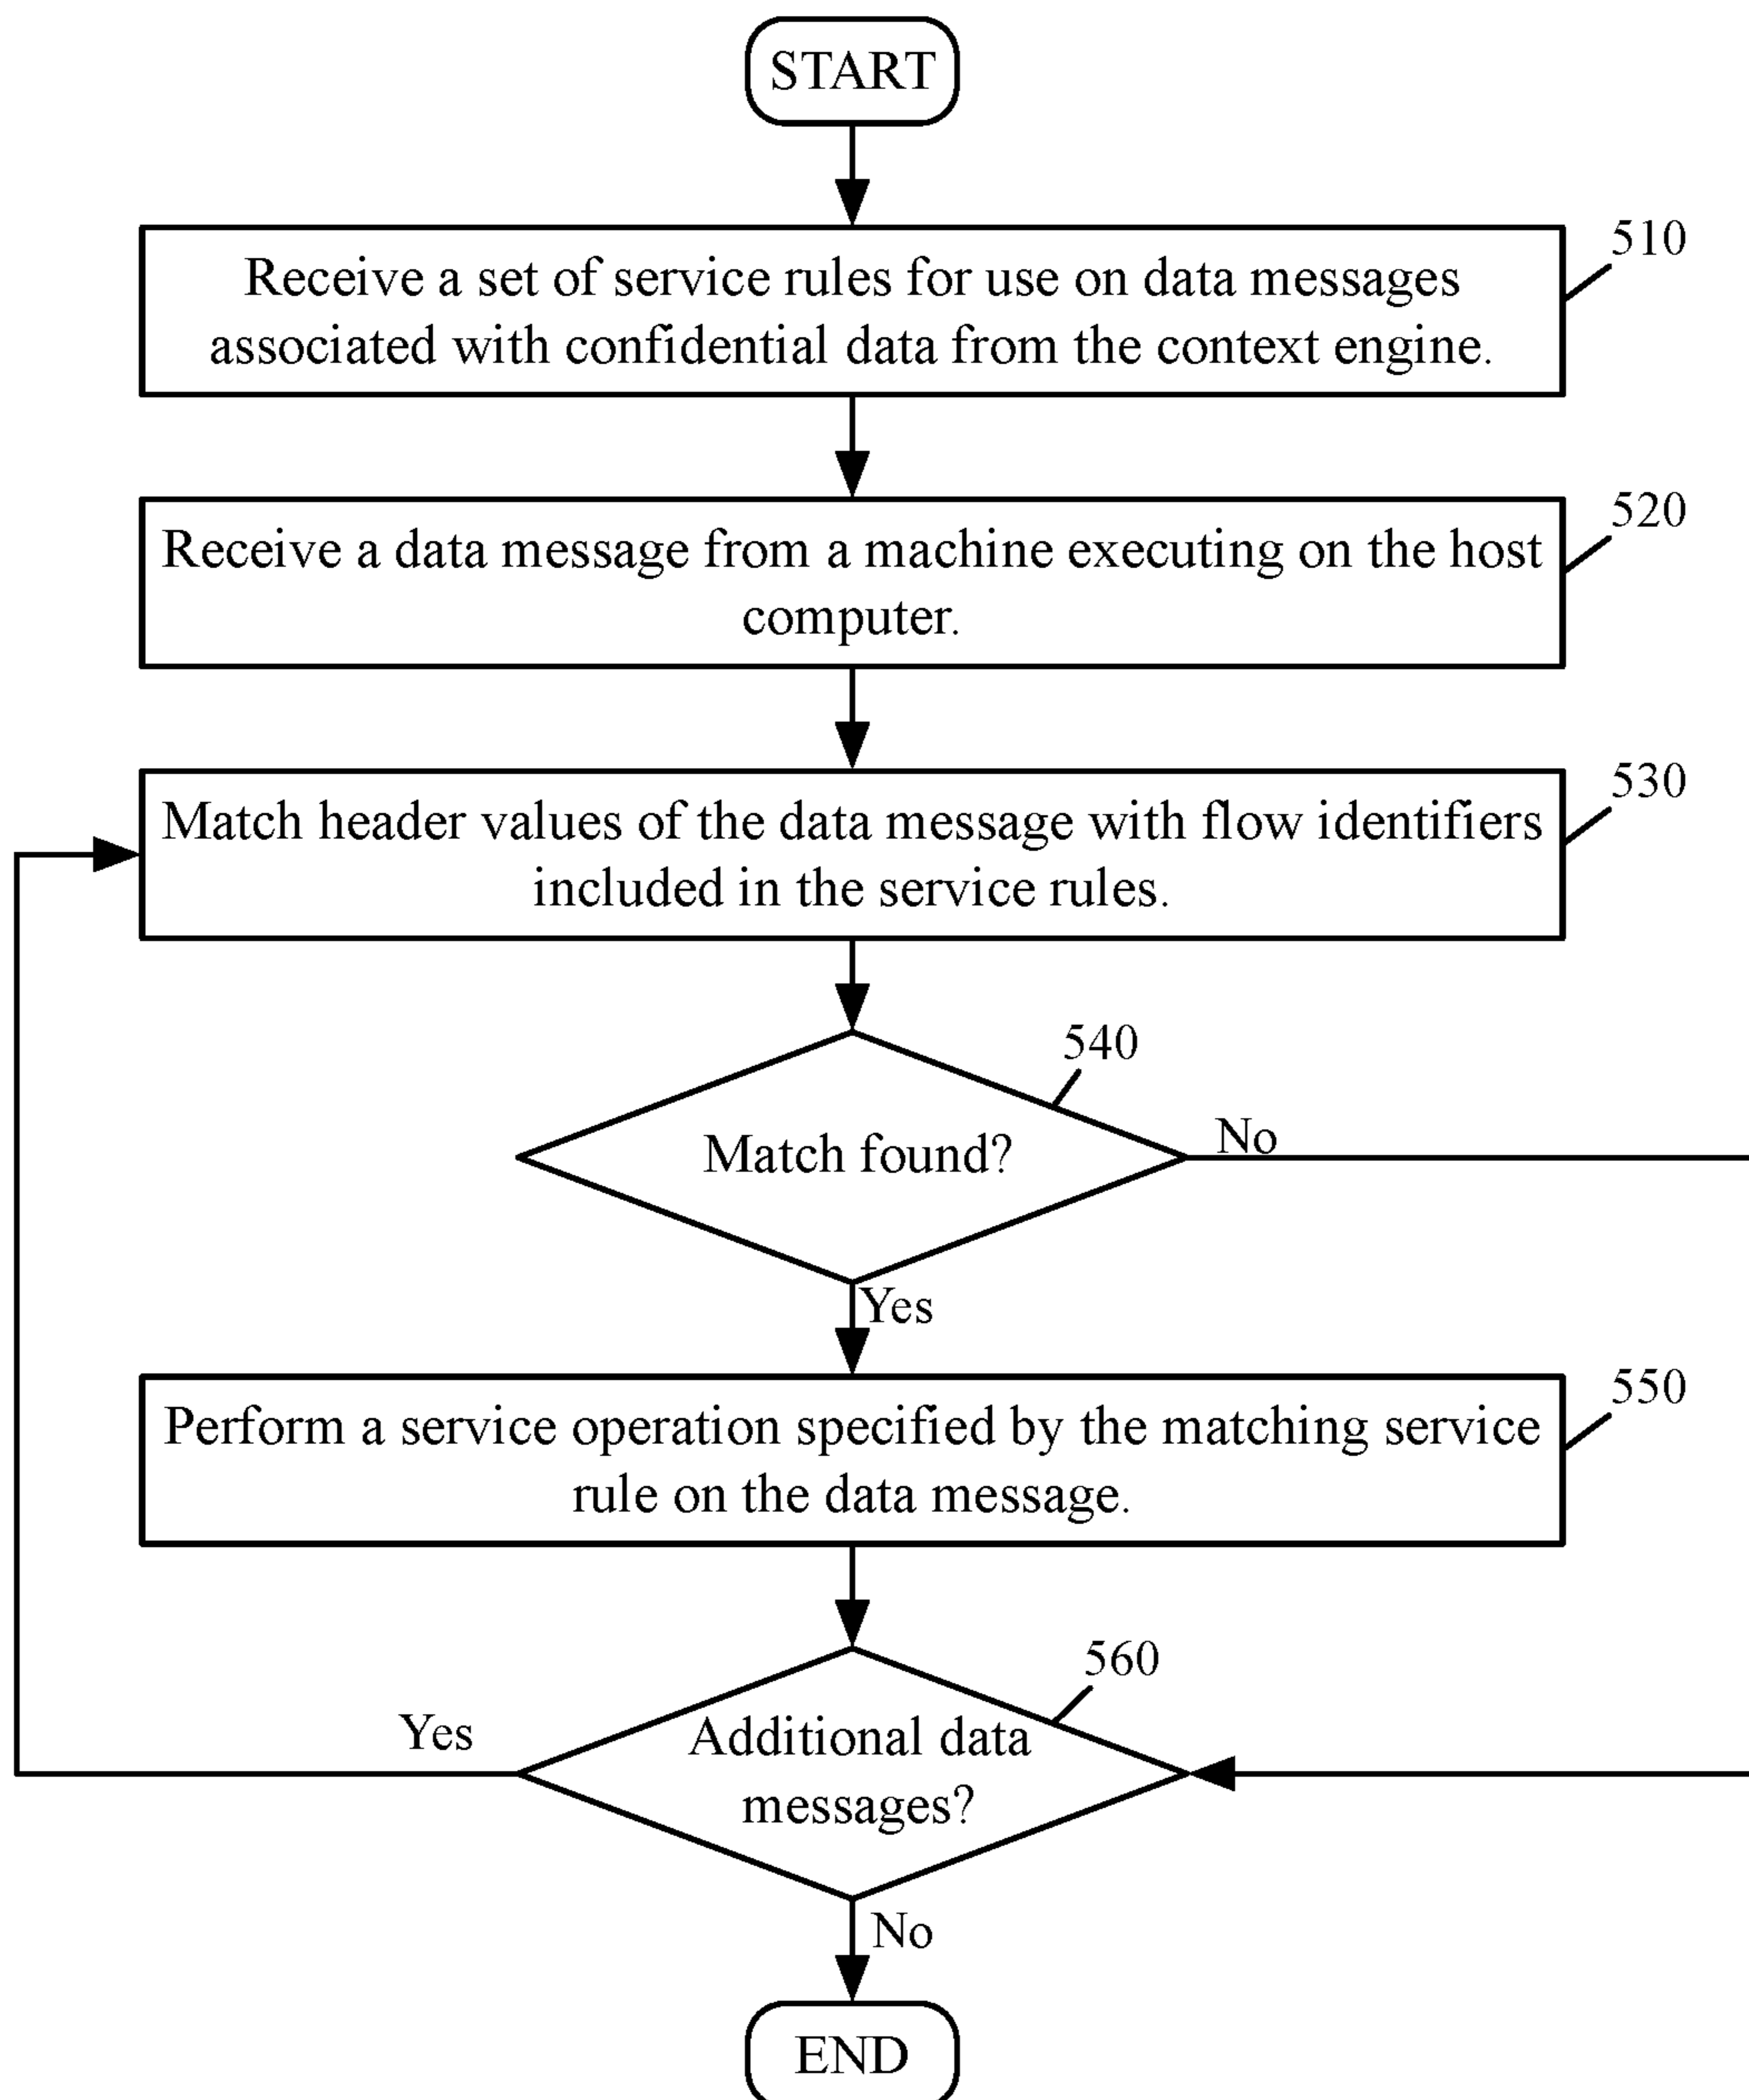 START
510
Receive a set of service rules for use on data messages
associated with confidential data from the context engine.
520
Receive a data message from a machine executing on the host
computer.
530
Match header values of the data message with flow identifiers
included in the service rules.
540
Match found?
No
Yes
550
Perform a service operation specified by the matching service
rule on the data message.
560
Yes
Additional data
messages?
No
END